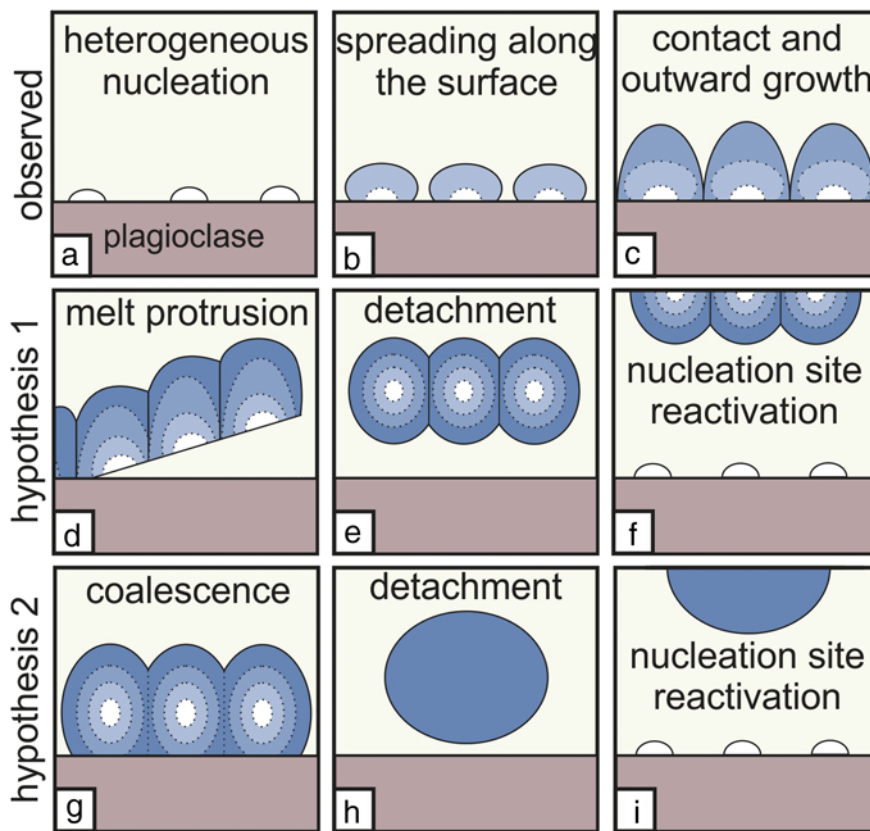 observed
heterogeneous
nucleation
plagioclase
a
spreading along
the surface
b
contact and
outward growth
c
hypothesis 1
melt protrusion
d
detachment
e
nucleation site
reactivation
f
hypothesis 2
coalescence
g
detachment
h
nucleation site
reactivation
i